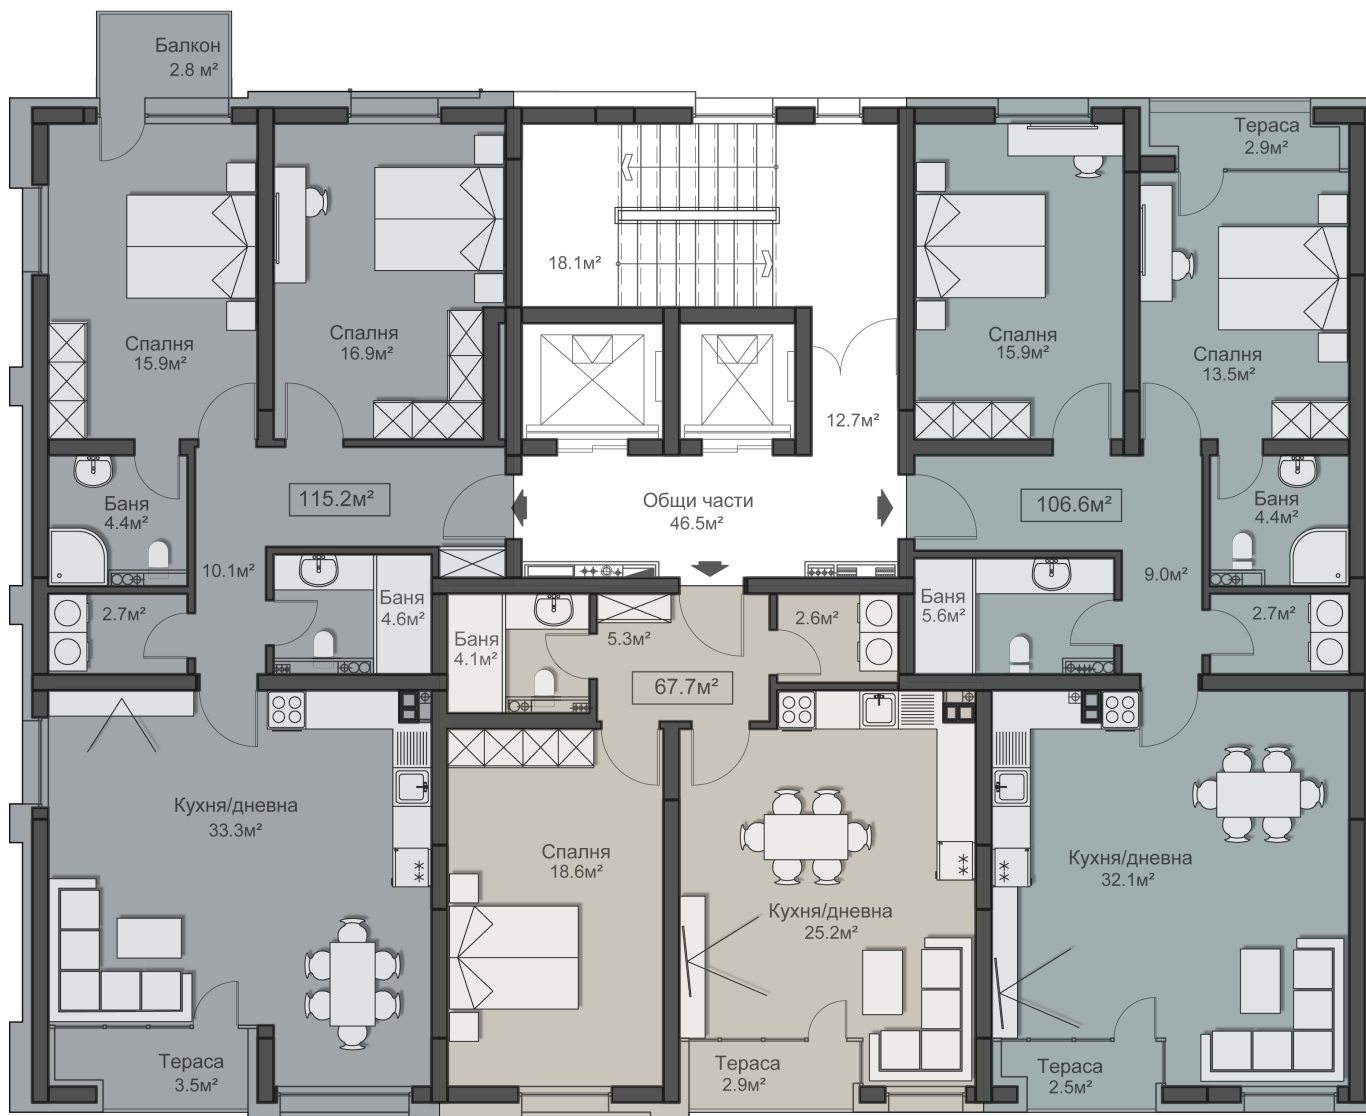 Балкон
2.8 м²
Тераса
2.9м²
18.1м²
Спалня
15.9м²
Спалня
16.9м²
Спалня
15.9м²
Спалня
13.5м²
12.7м²
115.2м²
Общи части
46.5м²
106.6м²
Баня
4.4м²
Баня
4.4м²
10.1м²
9.0м²
2.7м²
Баня
4.6м²
Баня
4.1м²
5.3м²
2.6м²
Баня
5.6м²
2.7м²
67.7м²
Кухня/дневна
33.3м²
Спалня
18.6м²
Кухня/дневна
25.2м²
Кухня/дневна
32.1м²
Тераса
3.5м²
Тераса
2.9м²
Тераса
2.5м²